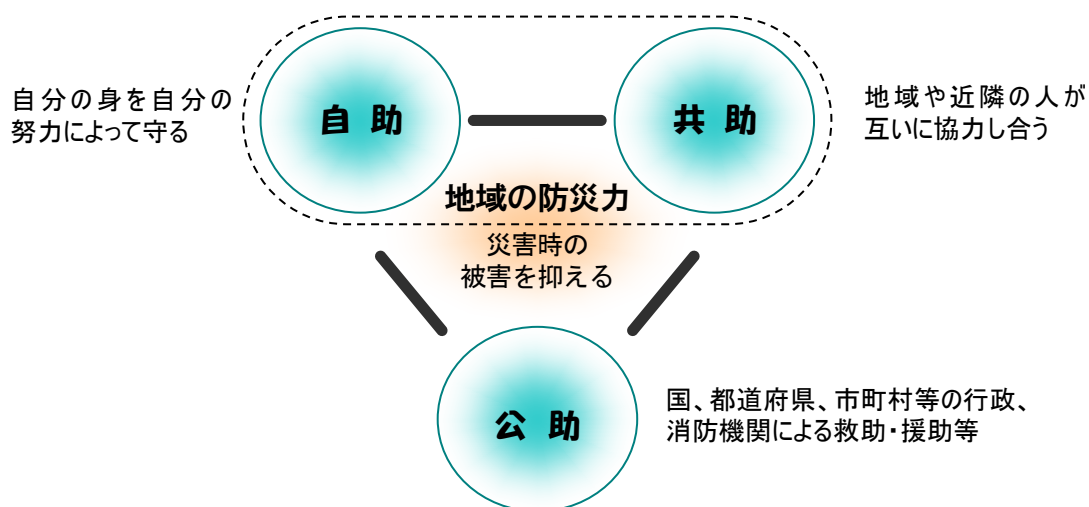 自助
共助
自分の身を自分の
努力によって守る
地域や近隣の人が
互いに協力し合う
地域の防災力
災害時の
被害を抑える
公助
国、都道府県、市町村等の行政、
消防機関による救助・援助等